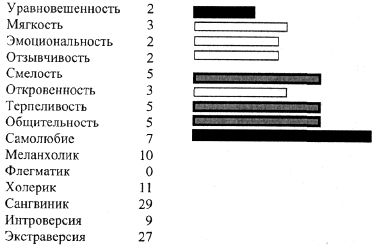 Уравновешенность 2
Мягкость 3
Эмоциональность 2
Отзывчивость 2
Смелость 5
Откровенность 3
Терпеливость 5
Общительность 5
Самолюбие 7
Меланхолик 10
Флегматик 0
Холерик 11
Сангвиник 29
Интроверсия 9
Экстраверсия 27